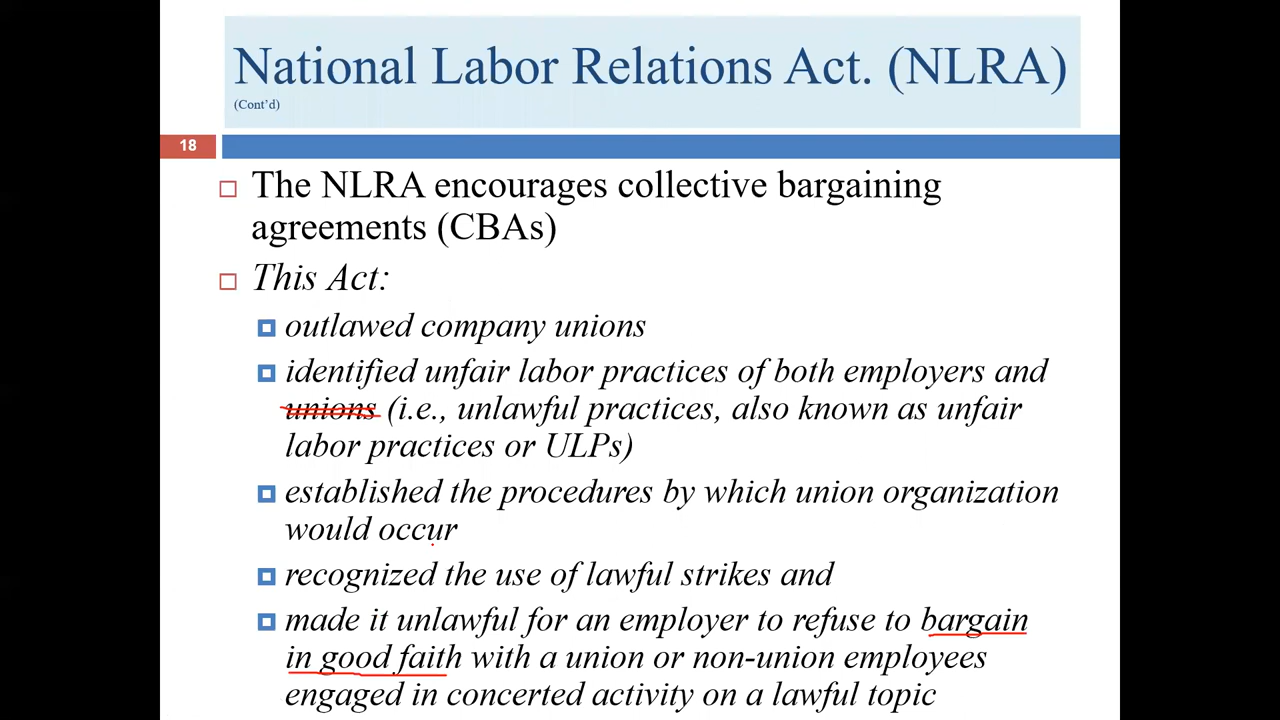 National Labor Relations Act. (NLRA)
(Cont'd)
18
The NLRA encourages collective bargaining
agreements (CBAs)
This Act:
outlawed company unions
identified unfair labor practices of both employers and
unions (i.e., unlawful practices, also known as unfair
labor practices or ULPs)
established the procedures by which union organization
would occur
recognized the use of lawful strikes and
made it unlawful for an employer to refuse to bargain
in good faith with a union or non-union employees
engaged in concerted activity on a lawful topic